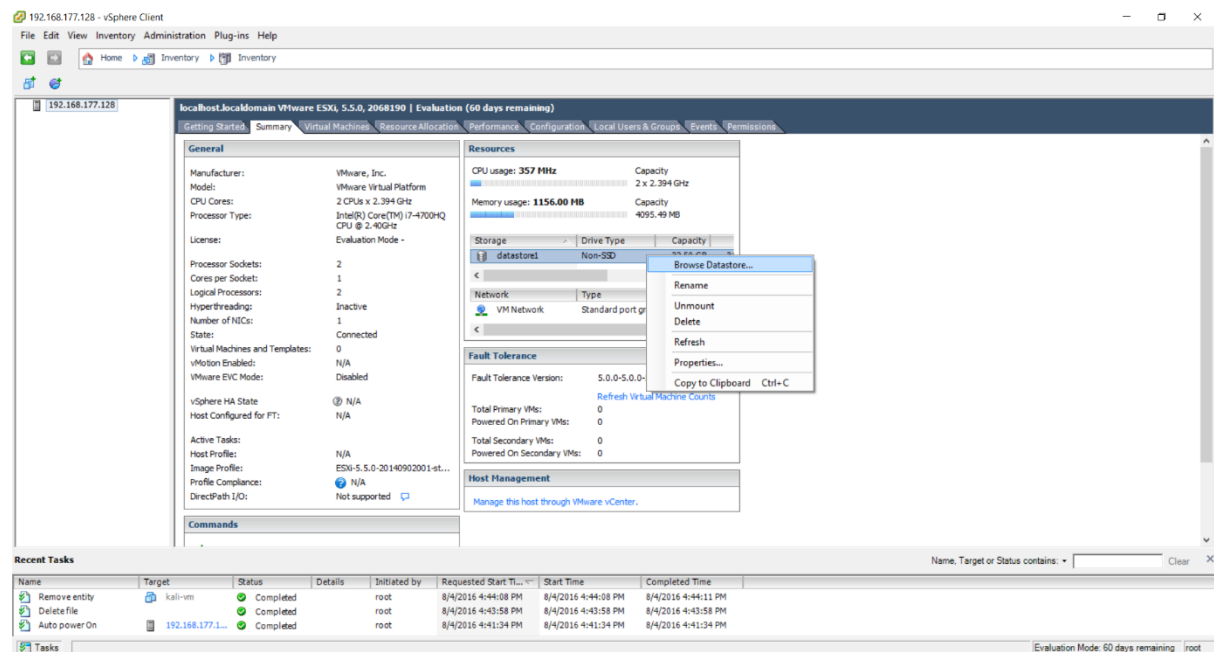 192.168.177.128 - vSphere Client
File Edit View Inventory Administration Plug-ins Help
Home Inventory Inventory
192.168.177.128
localhost.localdomain VMware ESXi, 5.5.0, 2068190 | Evaluation (60 days remaining)
Getting Started Summary Virtual Machines Resource Allocation Performance Configuration Local Users & Groups Events Permissions
General
Manufacturer: VMware, Inc.
Model: VMware Virtual Platform
CPU Cores: 2 CPUs x 2.394 GHz
Processor Type: Intel(R) Core(TM) i7-4700HQ
CPU @ 2.40GHz
License: Evaluation Mode -
Processor Sockets: 2
Cores per Socket: 1
Logical Processors: 2
Hyperthreading: Inactive
Number of NICs: 1
State: Connected
Virtual Machines and Templates: 0
vMotion Enabled: N/A
VMware EVC Mode: Disabled
vSphere HA State N/A
Host Configured for FT: N/A
Active Tasks:
Host Profile: N/A
Image Profile: ESXi-5.5.0-20140902001-st...
Profile Compliance: N/A
DirectPath I/O: Not supported
Commands
Resources
CPU usage: 357 MHz Capacity
2 x 2.394 GHz
Memory usage: 1156.00 MB Capacity
4095.49 MB
Storage Drive Type Capacity
datastore1 Non-SSD
Network Type
VM Network Standard port gr
Fault Tolerance
Fault Tolerance Version: 5.0.0-5.0.0-
Refresh Virtual Machine Counts
Total Primary VMs: 0
Powered On Primary VMs: 0
Total Secondary VMs: 0
Powered On Secondary VMs: 0
Host Management
Manage this host through VMware vCenter.
Browse Datastore...
Rename
Unmount
Delete
Refresh
Properties...
Copy to Clipboard Ctrl+C
Recent Tasks
Name, Target or Status contains: Clear
Name Target Status Details Initiated by Requested Start Ti... Start Time Completed Time
Remove entity kali-vm Completed root 8/4/2016 4:44:08 PM 8/4/2016 4:44:08 PM 8/4/2016 4:44:11 PM
Delete file Completed root 8/4/2016 4:43:58 PM 8/4/2016 4:43:58 PM 8/4/2016 4:43:58 PM
Auto power On 192.168.177.1... Completed root 8/4/2016 4:41:34 PM 8/4/2016 4:41:34 PM 8/4/2016 4:41:34 PM
Tasks Evaluation Mode: 60 days remaining root